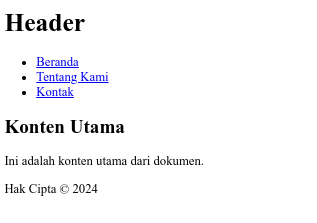 Header
Beranda
Tentang Kami
Kontak
Konten Utama
Ini adalah konten utama dari dokumen.
Hak Cipta © 2024